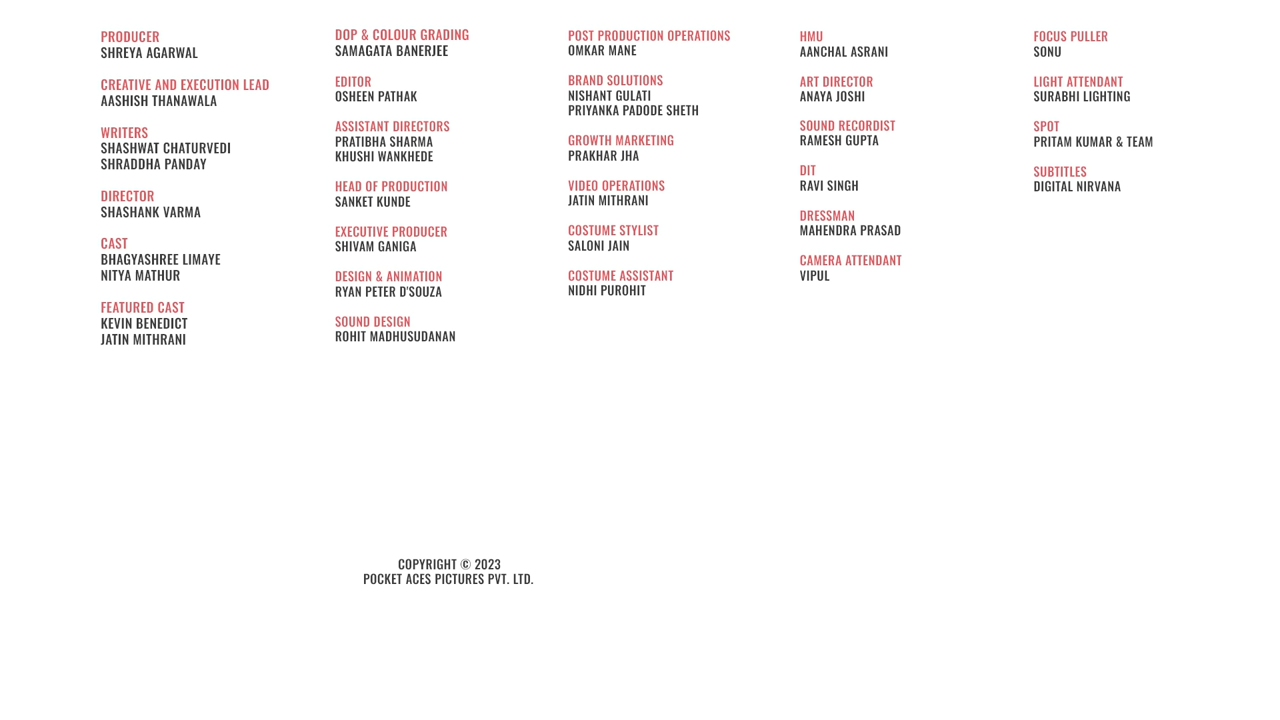 PRODUCER
SHREYA AGARWAL
CREATIVE AND EXECUTION LEAD
AASHISH THANAWALA
WRITERS
SHASHWAT CHATURVEDI
SHRADDHA PANDAY
DIRECTOR
SHASHANK VARMA
CAST
BHAGYASHREE LIMAYE
NITYA MATHUR
FEATURED CAST
KEVIN BENEDICT
JATIN MITHRANI
DOP & COLOUR GRADING
SAMAGATA BANERJEE
EDITOR
OSHEEN PATHAK
ASSISTANT DIRECTORS
PRATIBHA SHARMA
KHUSHI WANKHEDE
HEAD OF PRODUCTION
SANKET KUNDE
EXECUTIVE PRODUCER
SHIVAM GANIGA
DESIGN & ANIMATION
RYAN PETER D'SOUZA
SOUND DESIGN
ROHIT MADHUSUDANAN
POST PRODUCTION OPERATIONS
OMKAR MANE
BRAND SOLUTIONS
NISHANT GULATI
PRIYANKA PADODE SHETH
GROWTH MARKETING
PRAKHAR JHA
VIDEO OPERATIONS
JATIN MITHRANI
COSTUME STYLIST
SALONI JAIN
COSTUME ASSISTANT
NIDHI PUROHIT
HMU
AANCHAL ASRANI
ART DIRECTOR
ANAYA JOSHI
SOUND RECORDIST
RAMESH GUPTA
DIT
RAVI SINGH
DRESSMAN
MAHENDRA PRASAD
CAMERA ATTENDANT
VIPUL
FOCUS PULLER
SONU
LIGHT ATTENDANT
SURABHI LIGHTING
SPOT
PRITAM KUMAR & TEAM
SUBTITLES
DIGITAL NIRVANA
COPYRIGHT © 2023
POCKET ACES PICTURES PVT. LTD.